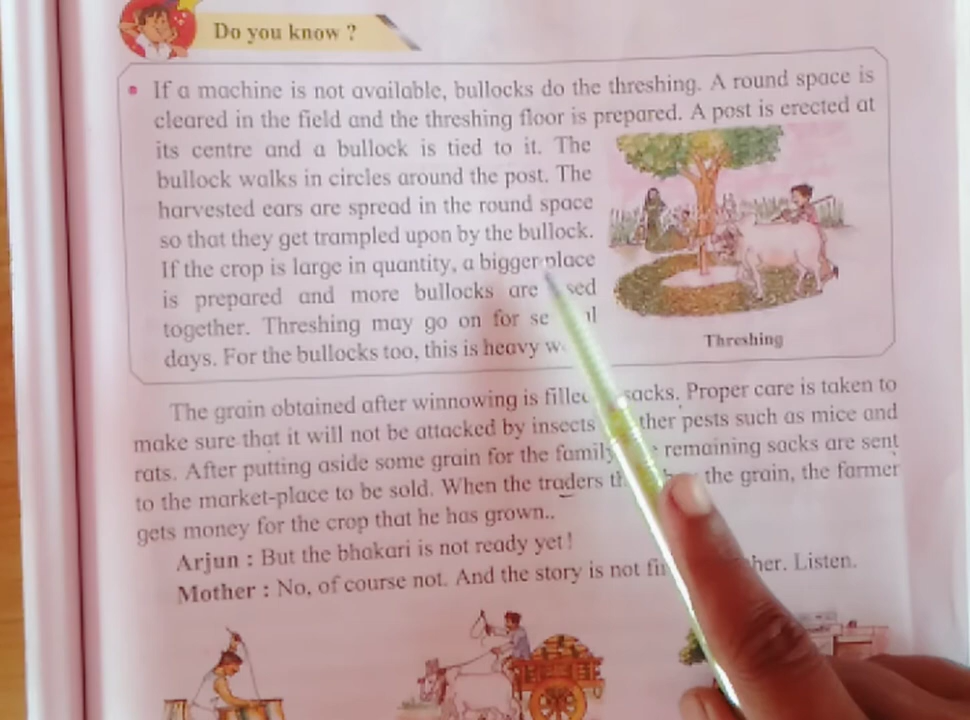 Do you know ?
• If a machine is not available, bullocks do the threshing. A round space is
cleared in the field and the threshing floor is prepared. A post is erected at
its centre and a bullock is tied to it. The
bullock walks in circles around the post. The
harvested ears are spread in the round space
so that they get trampled upon by the bullock.
If the crop is large in quantity, a bigger place
is prepared and more bullocks are
together. Threshing may go on for
days. For the bullocks too, this is heavy
Threshing
The grain obtained after winnowing is sacks. Proper care is taken to
make sure that it will not be attacked by insects pests such as mice and
rats. After putting aside some grain for the family remaining sacks are sent
to the market-place to be sold. When the traders the grain, the farmer
gets money for the crop that he has grown..
Arjun : But the bhakari is not ready yet!
Mother : No, of course not. And the story is not Listen.